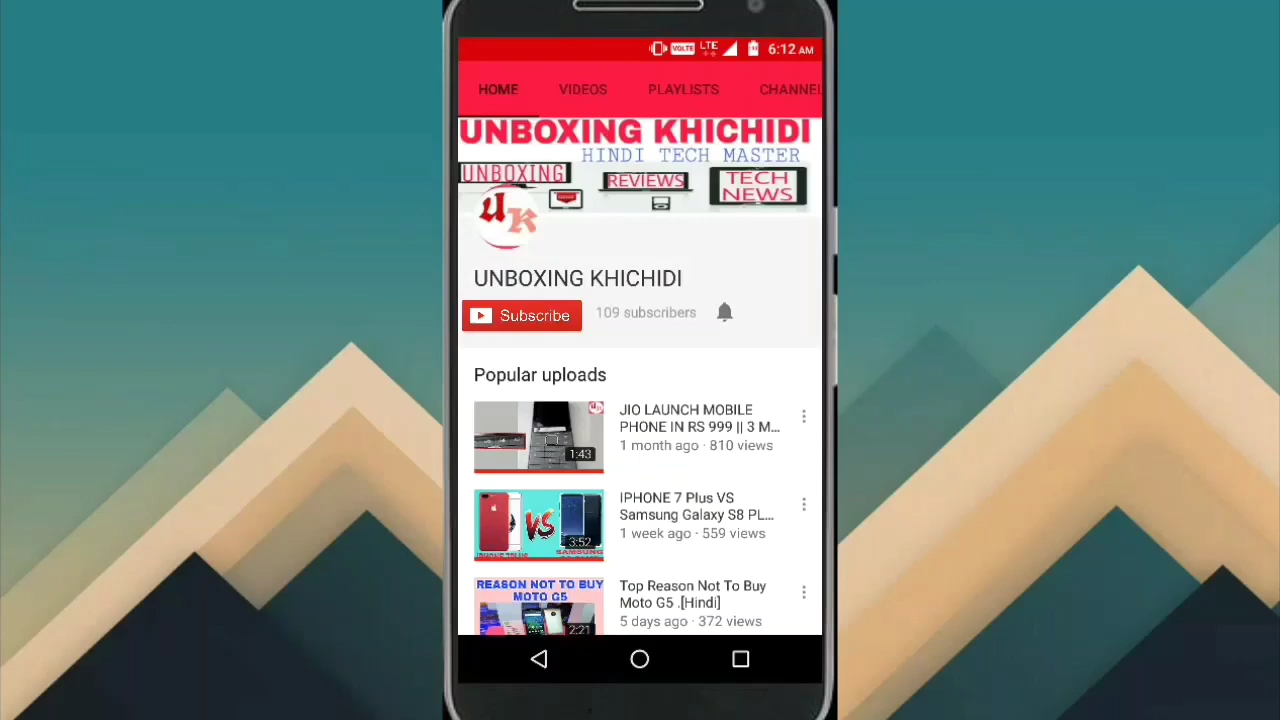 VOLTE LTE 6:12 AM
HOME VIDEOS PLAYLISTS CHANNEL
UNBOXING KHICHIDI
HINDI TECH MASTER
UNBOXING
REVIEWS
TECH
NEWS
UK
UNBOXING KHICHIDI
Subscribe 109 subscribers
Popular uploads
JIO LAUNCH MOBILE
PHONE IN RS 999 || 3 M...
1 month ago · 810 views
1:43
IPHONE 7 Plus VS
Samsung Galaxy S8 PL...
1 week ago · 559 views
VS
3:52
IPHONE 7PLUS
SAMSUNG
REASON NOT TO BUY
MOTO G5
2:21
Top Reason Not To Buy
Moto G5 .[Hindi]
5 days ago · 372 views